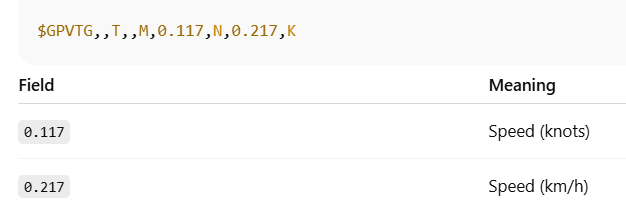 $GPVTG,,T,,M,0.117,N,0.217,K
Field Meaning
0.117 Speed (knots)
0.217 Speed (km/h)